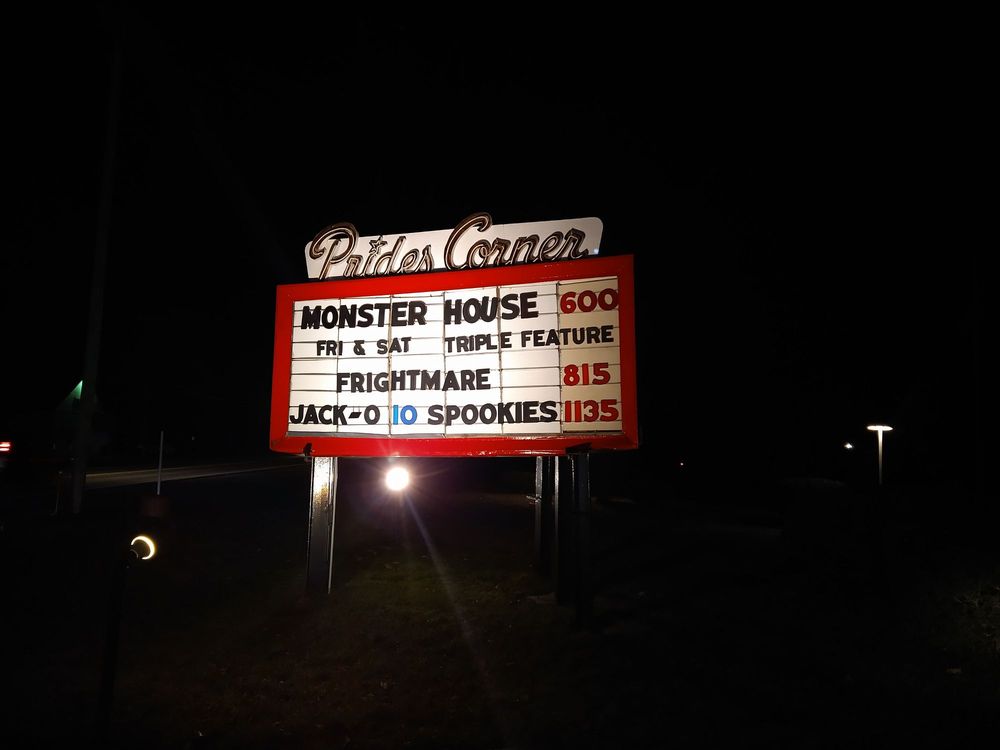 Prides Corner
MONSTER HOUSE 600
FRI & SAT TRIPLE FEATURE
FRIGHTMARE 815
JACK-O 10 SPOOKIES 1135